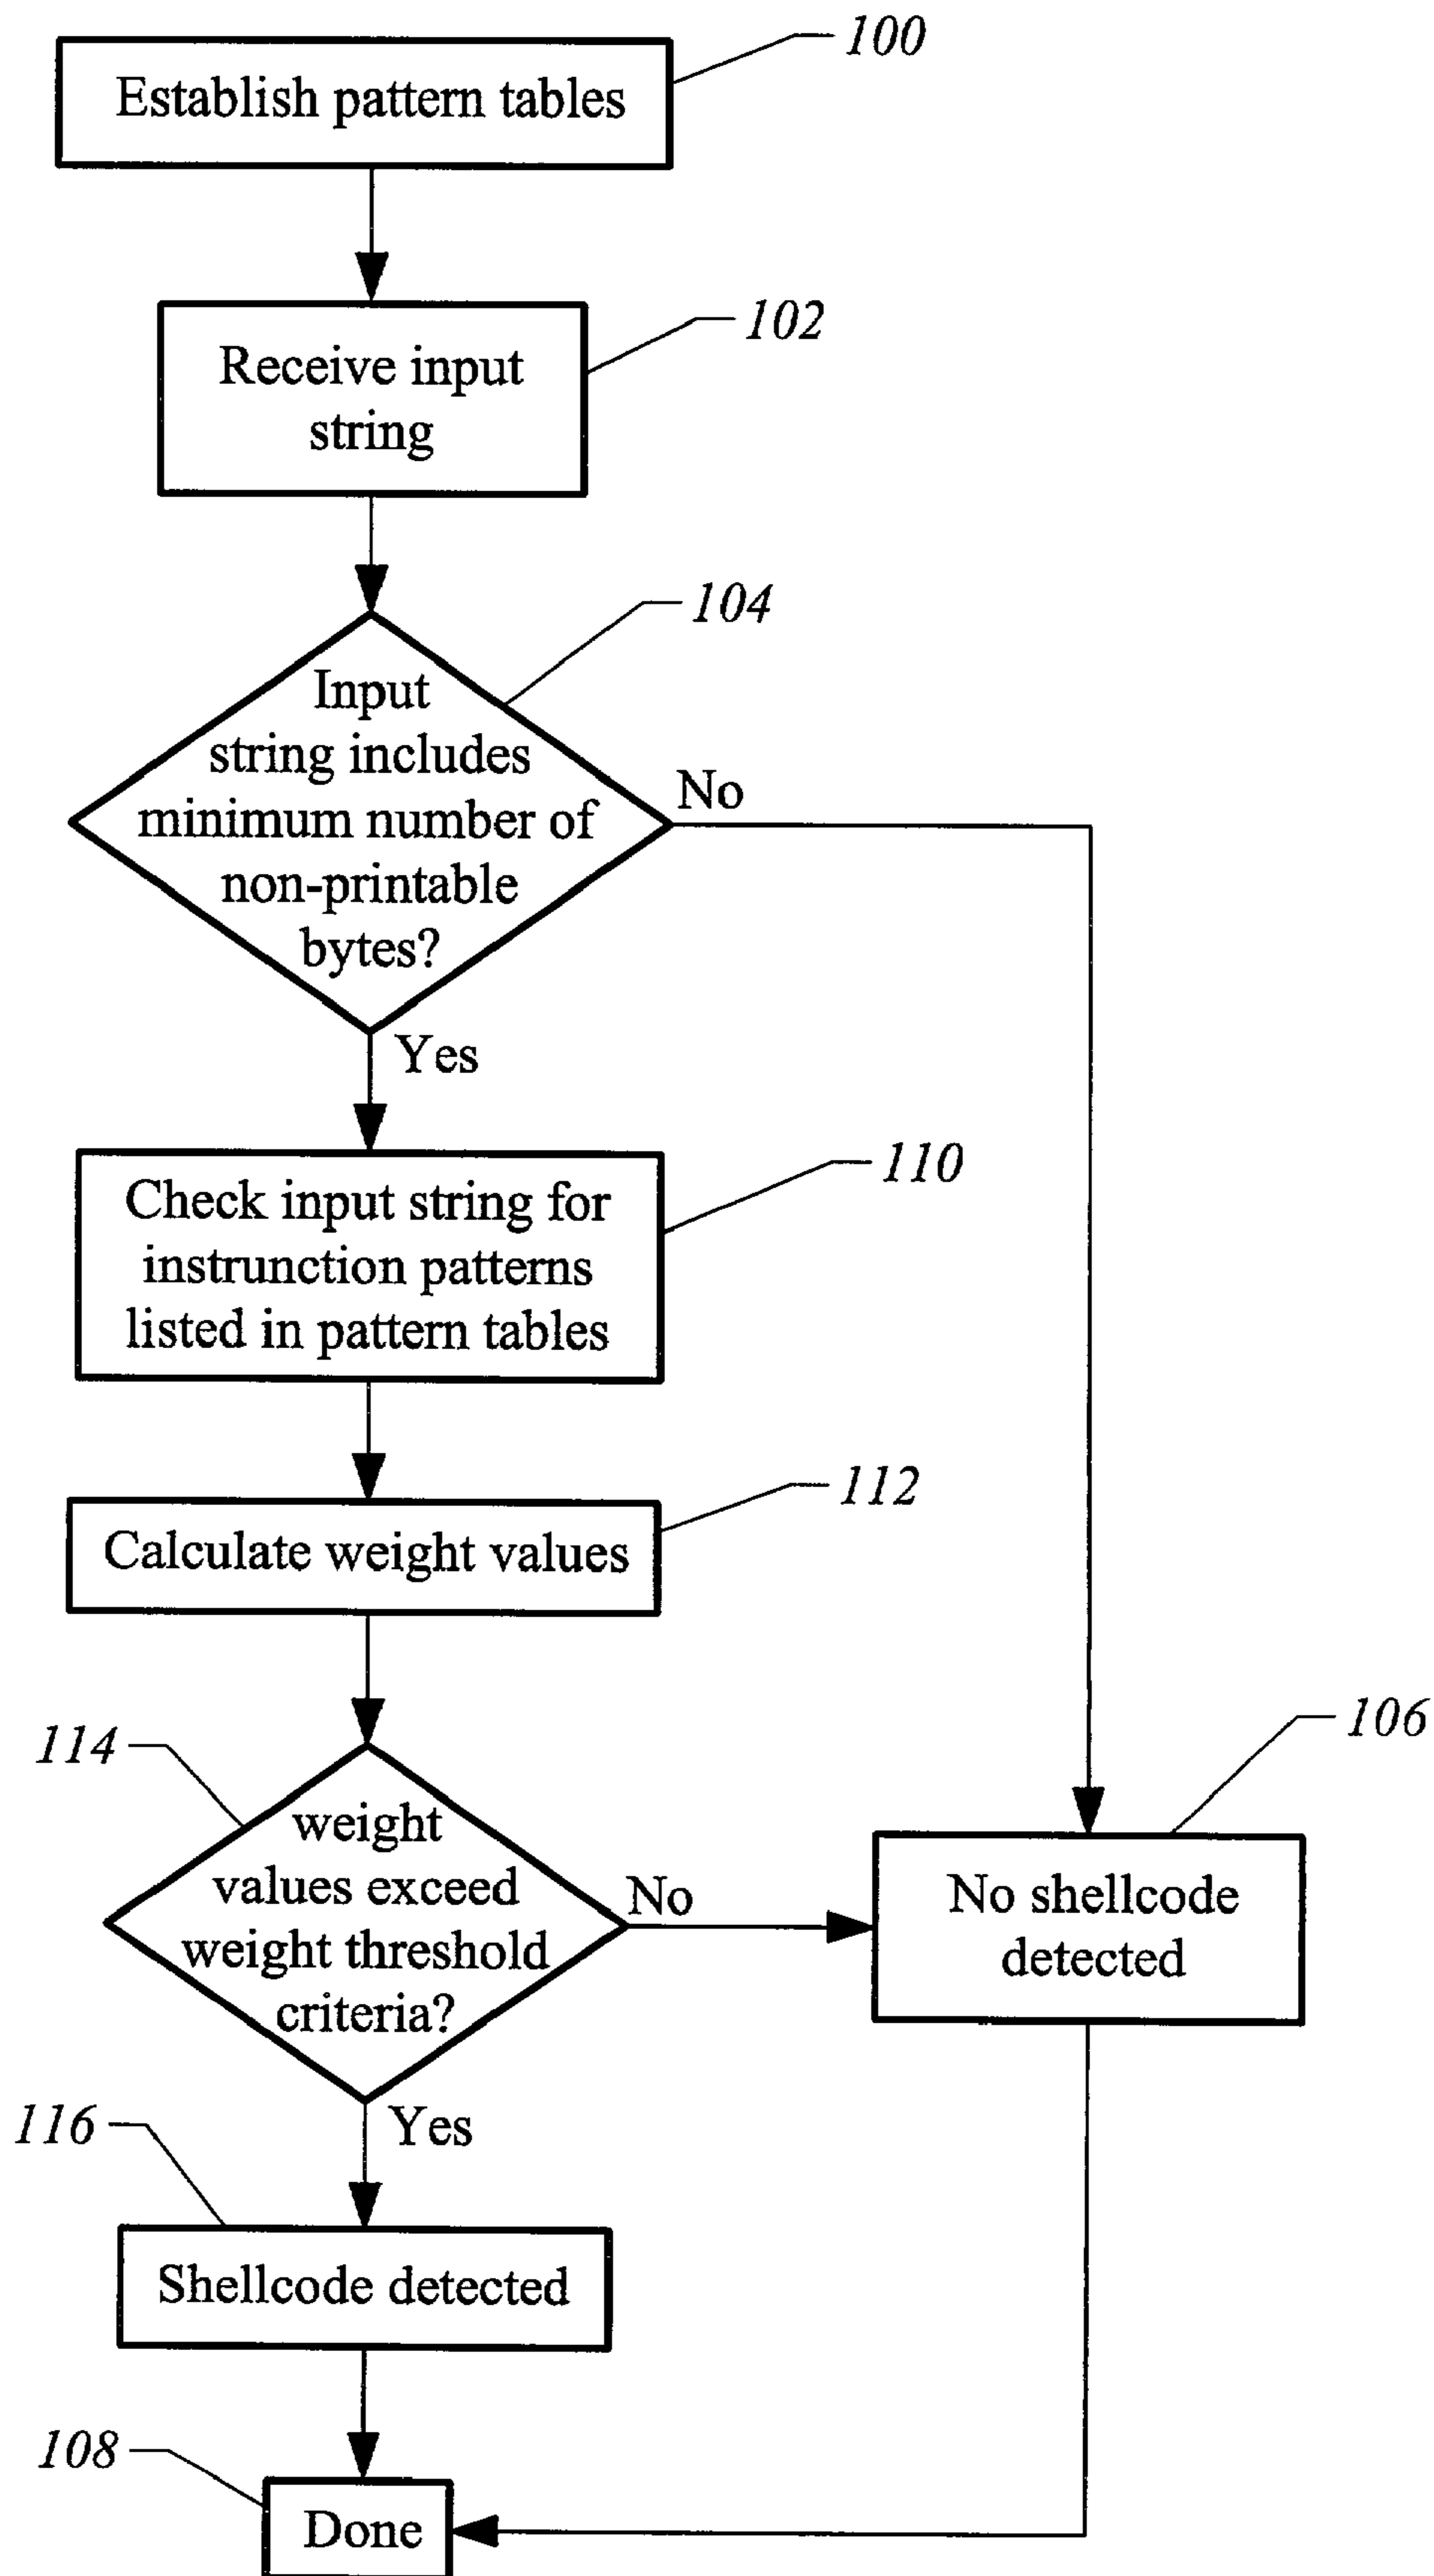 100
Establish pattern tables
102
Receive input
string
104
Input
string includes
minimum number of
non-printable
bytes?
No
Yes
110
Check input string for
instrunction patterns
listed in pattern tables
112
Calculate weight values
114
weight
values exceed
weight threshold
criteria?
No
106
No shellcode
detected
Yes
116
Shellcode detected
108
Done